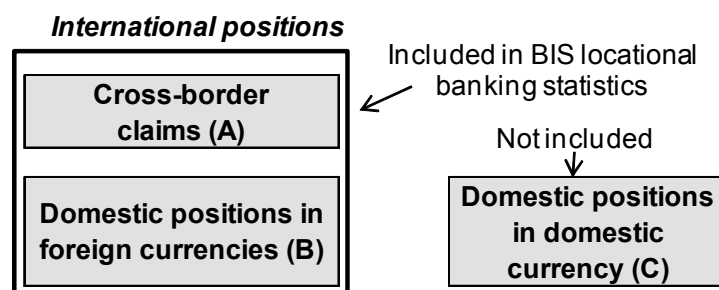 International positions
Included in BIS locational
banking statistics
Cross-border
claims (A)
Not included
Domestic positions in
foreign currencies (B)
Domestic positions
in domestic
currency (C)